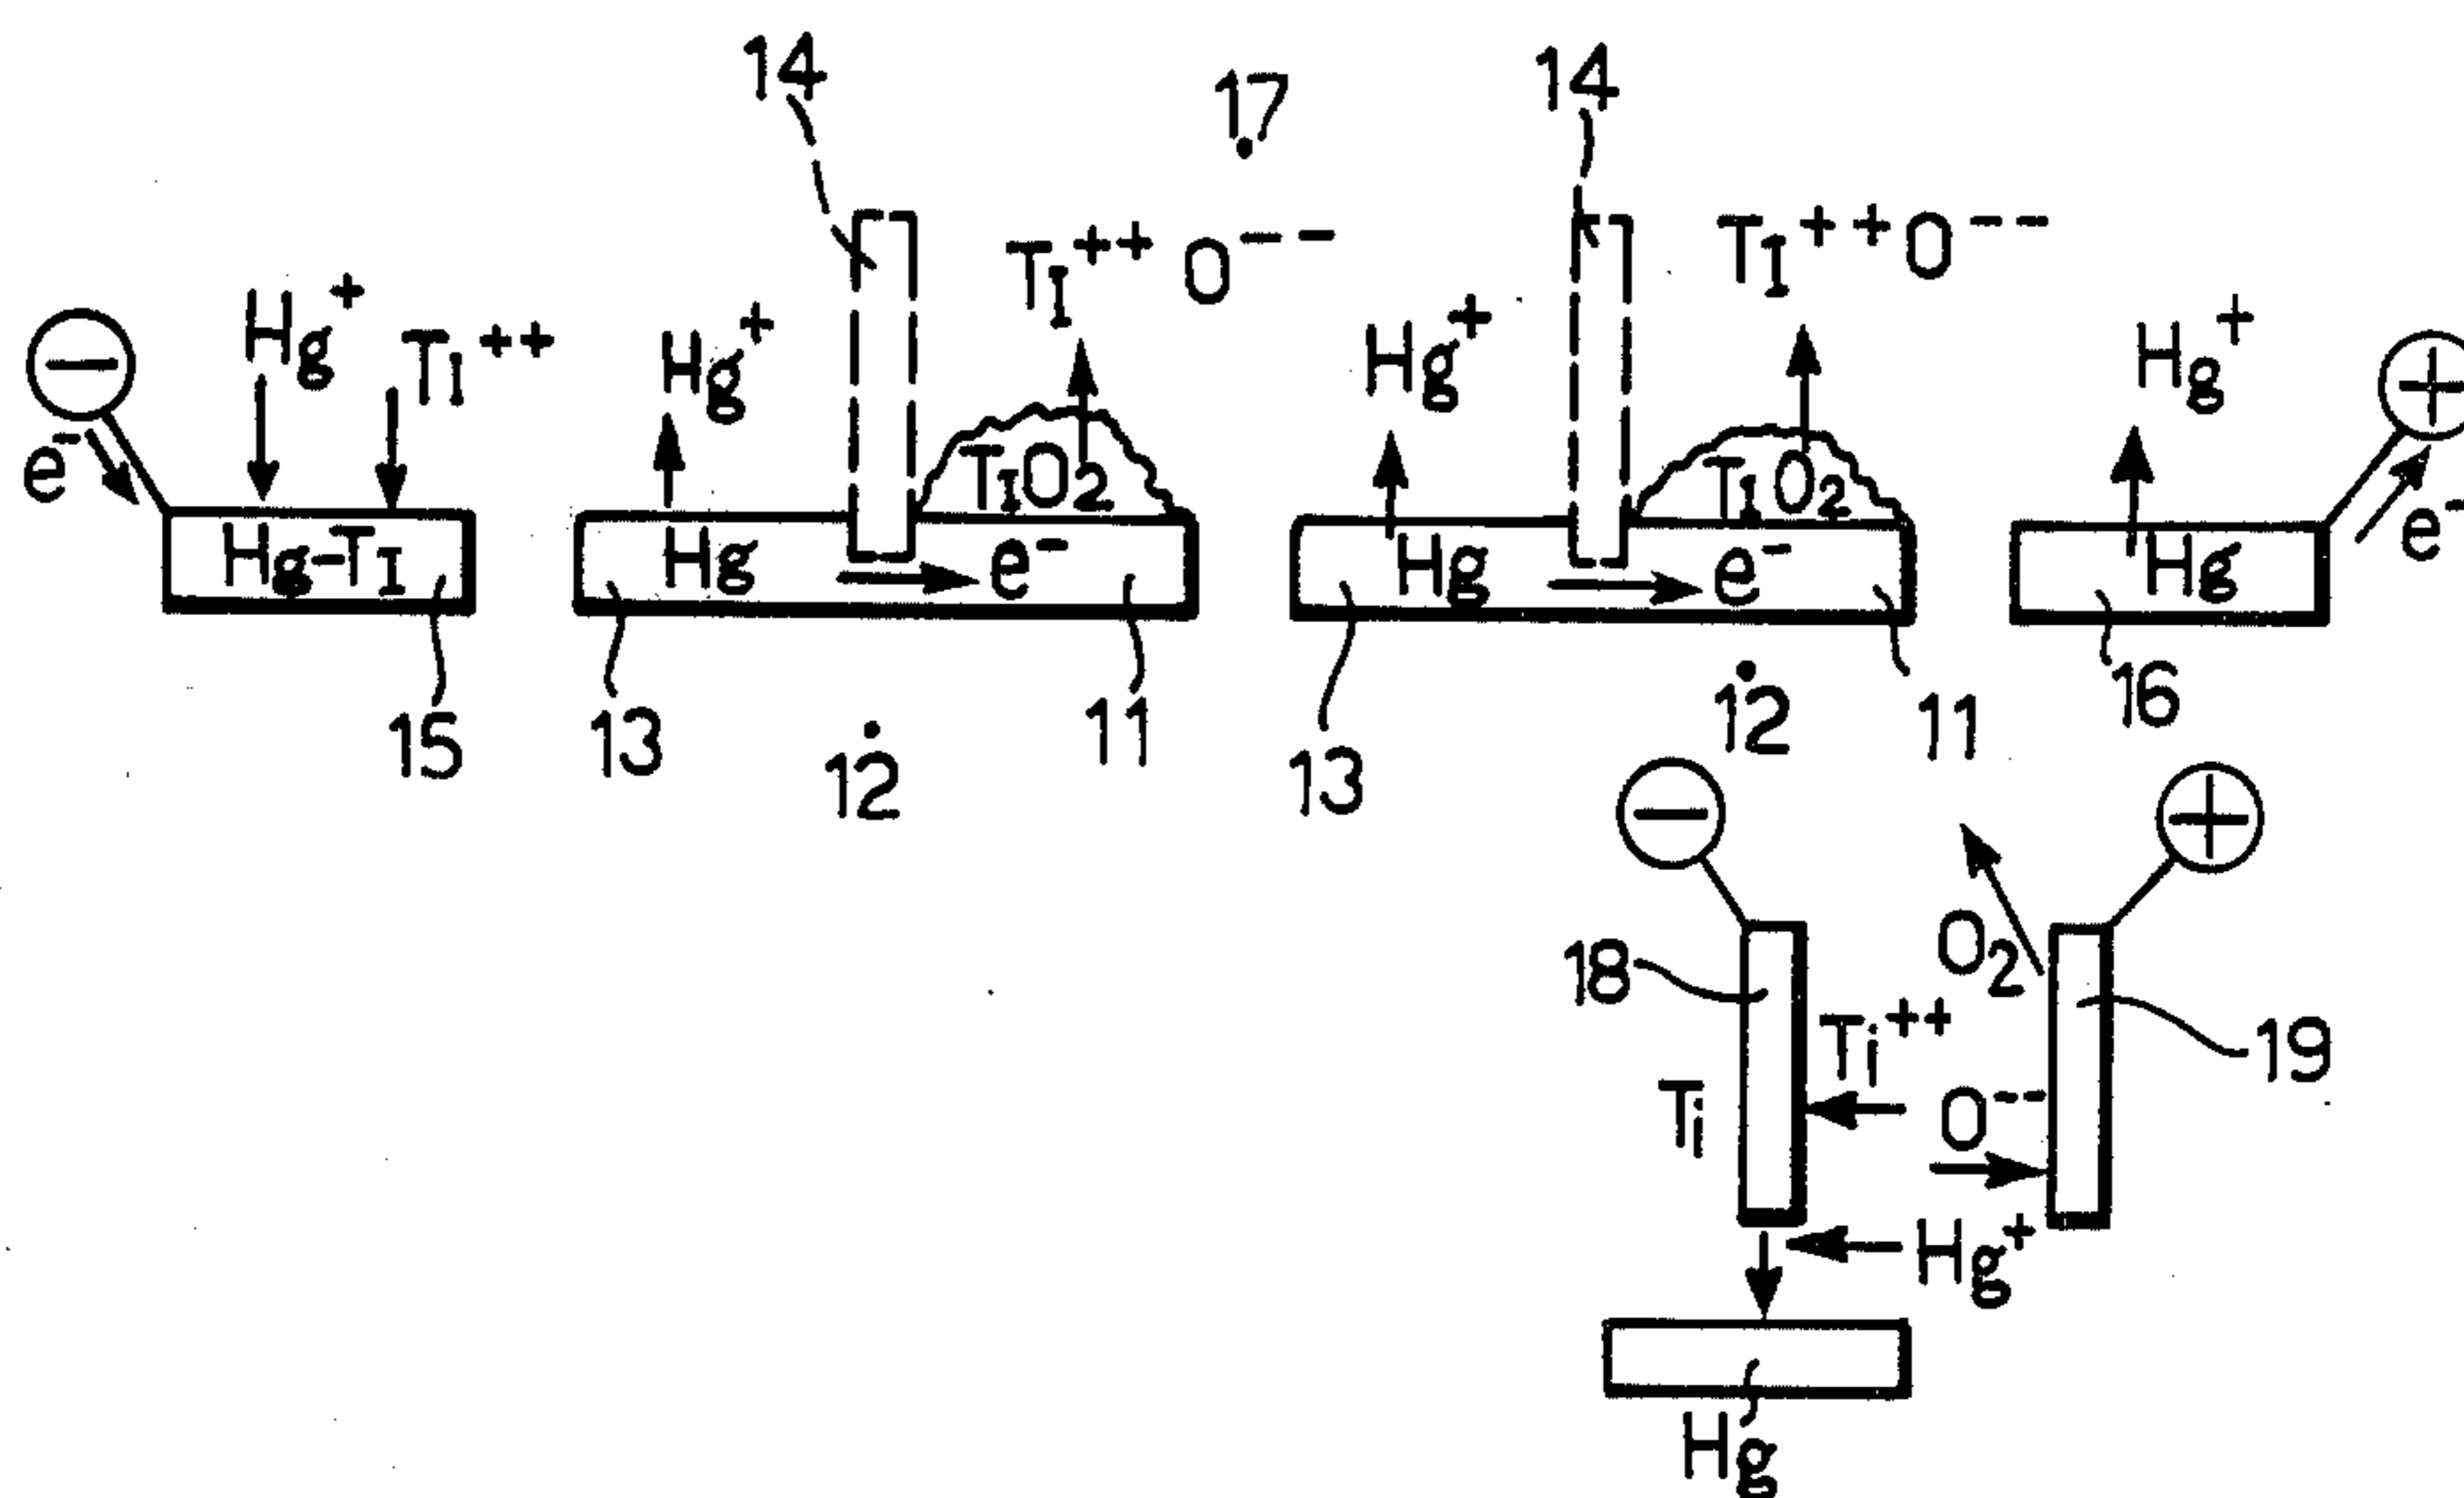 14
17
14
Hg+
Ti++
Hg+
Ti++ O--
Hg+
Ti++O--
Hg+
e-
TiO2
TiO2
e-
Hg-Ti
Hg
e-
Hg
e-
Hg
15
13
12
11
13
12
11
16
18
O2
Ti++
19
Ti
O--
Hg+
Hg